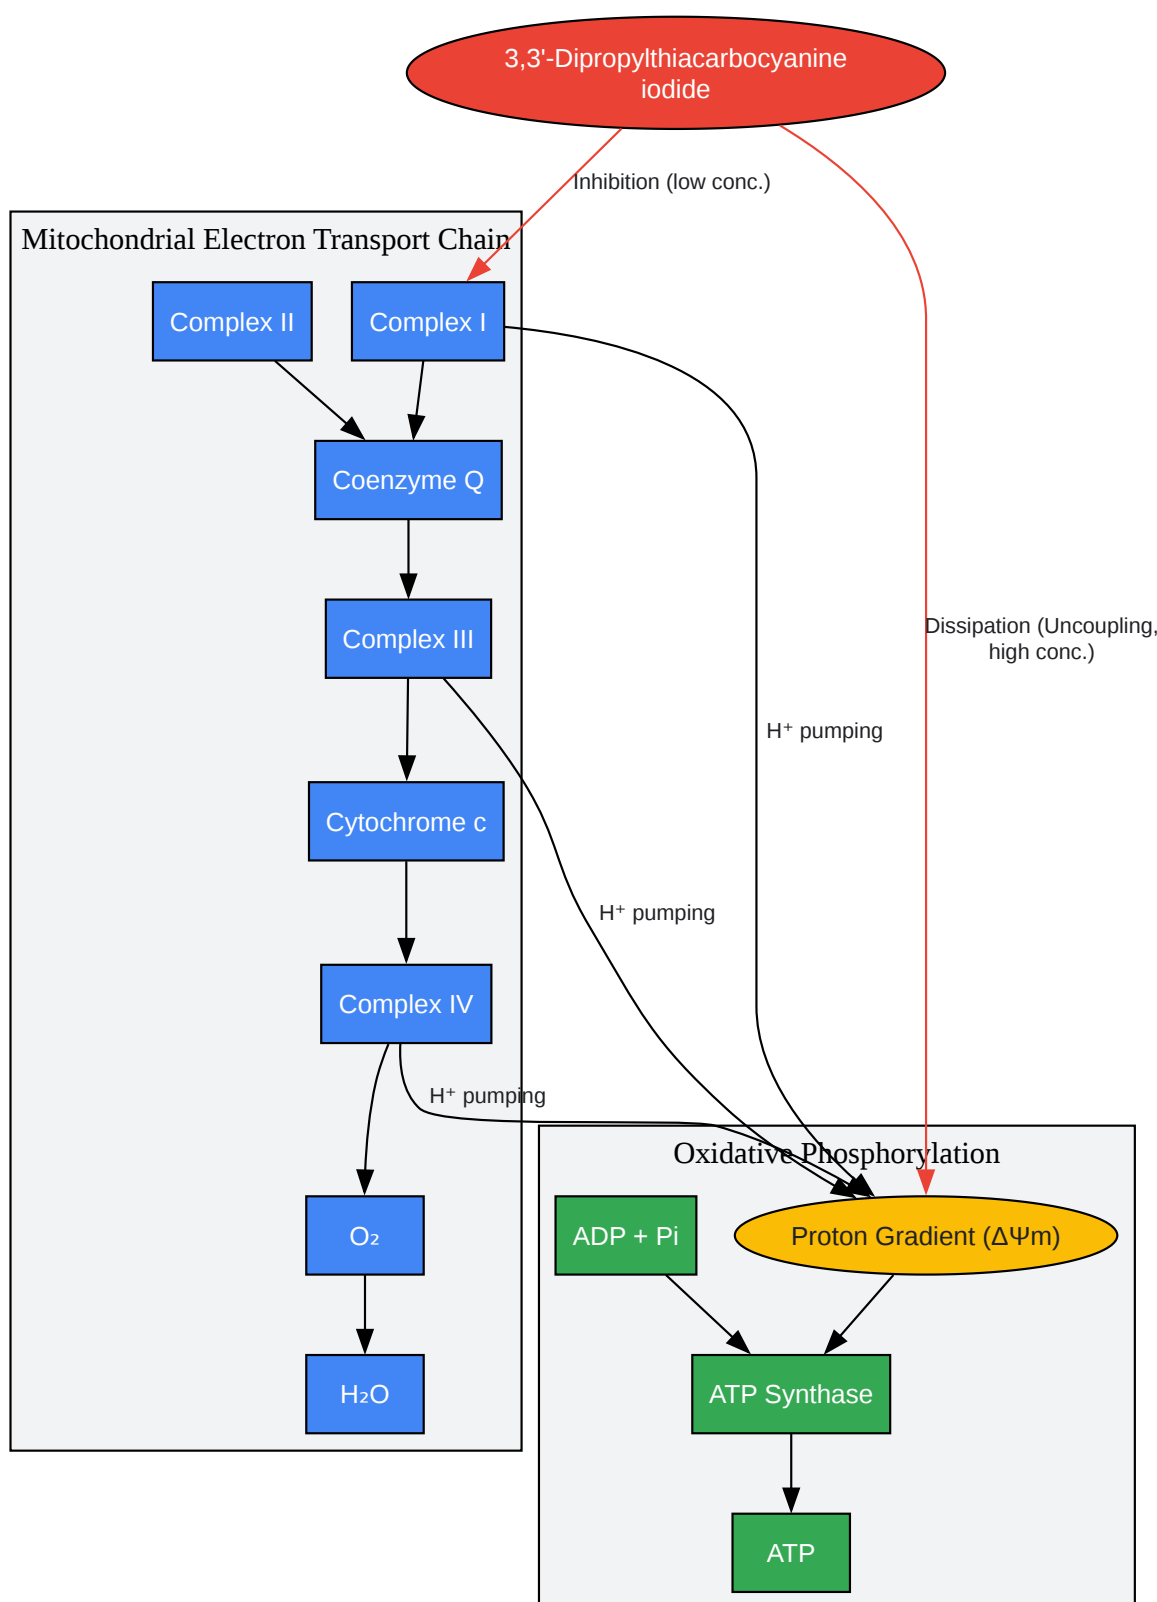 3,3'-Dipropylthiacarbocyanine
iodide
Inhibition (low conc.)
Mitochondrial Electron Transport Chain
Complex II
Complex I
Coenzyme Q
Dissipation (Uncoupling,
high conc.)
Complex III
H⁺ pumping
Cytochrome c
H⁺ pumping
Complex IV
H⁺ pumping
Oxidative Phosphorylation
O₂
ADP + Pi
Proton Gradient (ΔΨm)
H₂O
ATP Synthase
ATP